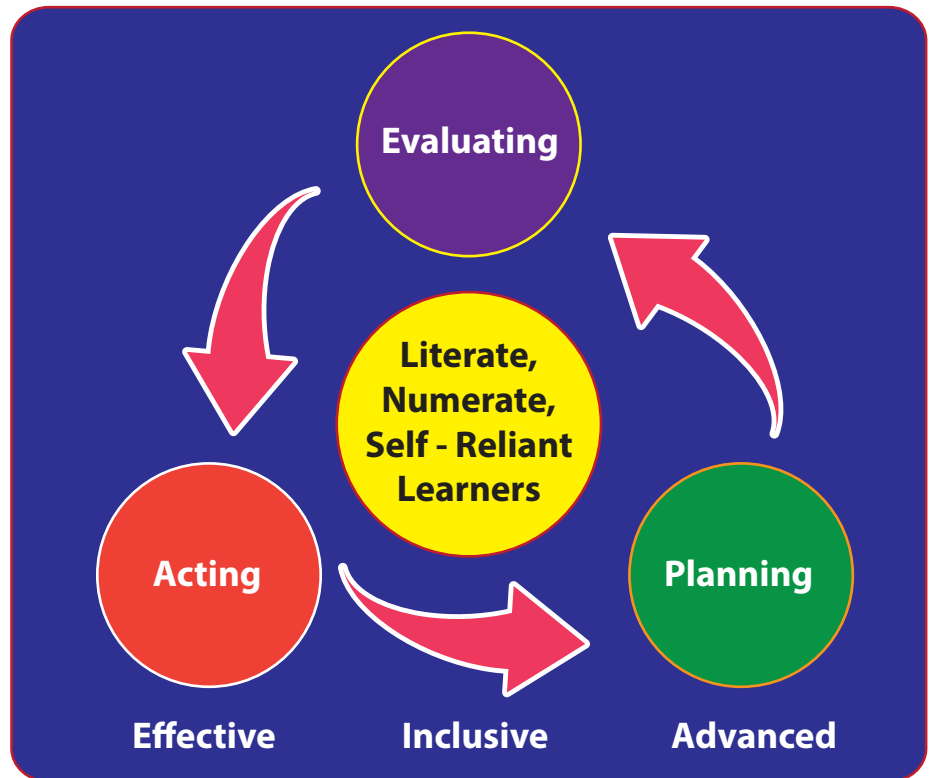 Evaluating
Literate,
Numerate,
Self - Reliant
Learners
Acting
Planning
Effective Inclusive Advanced